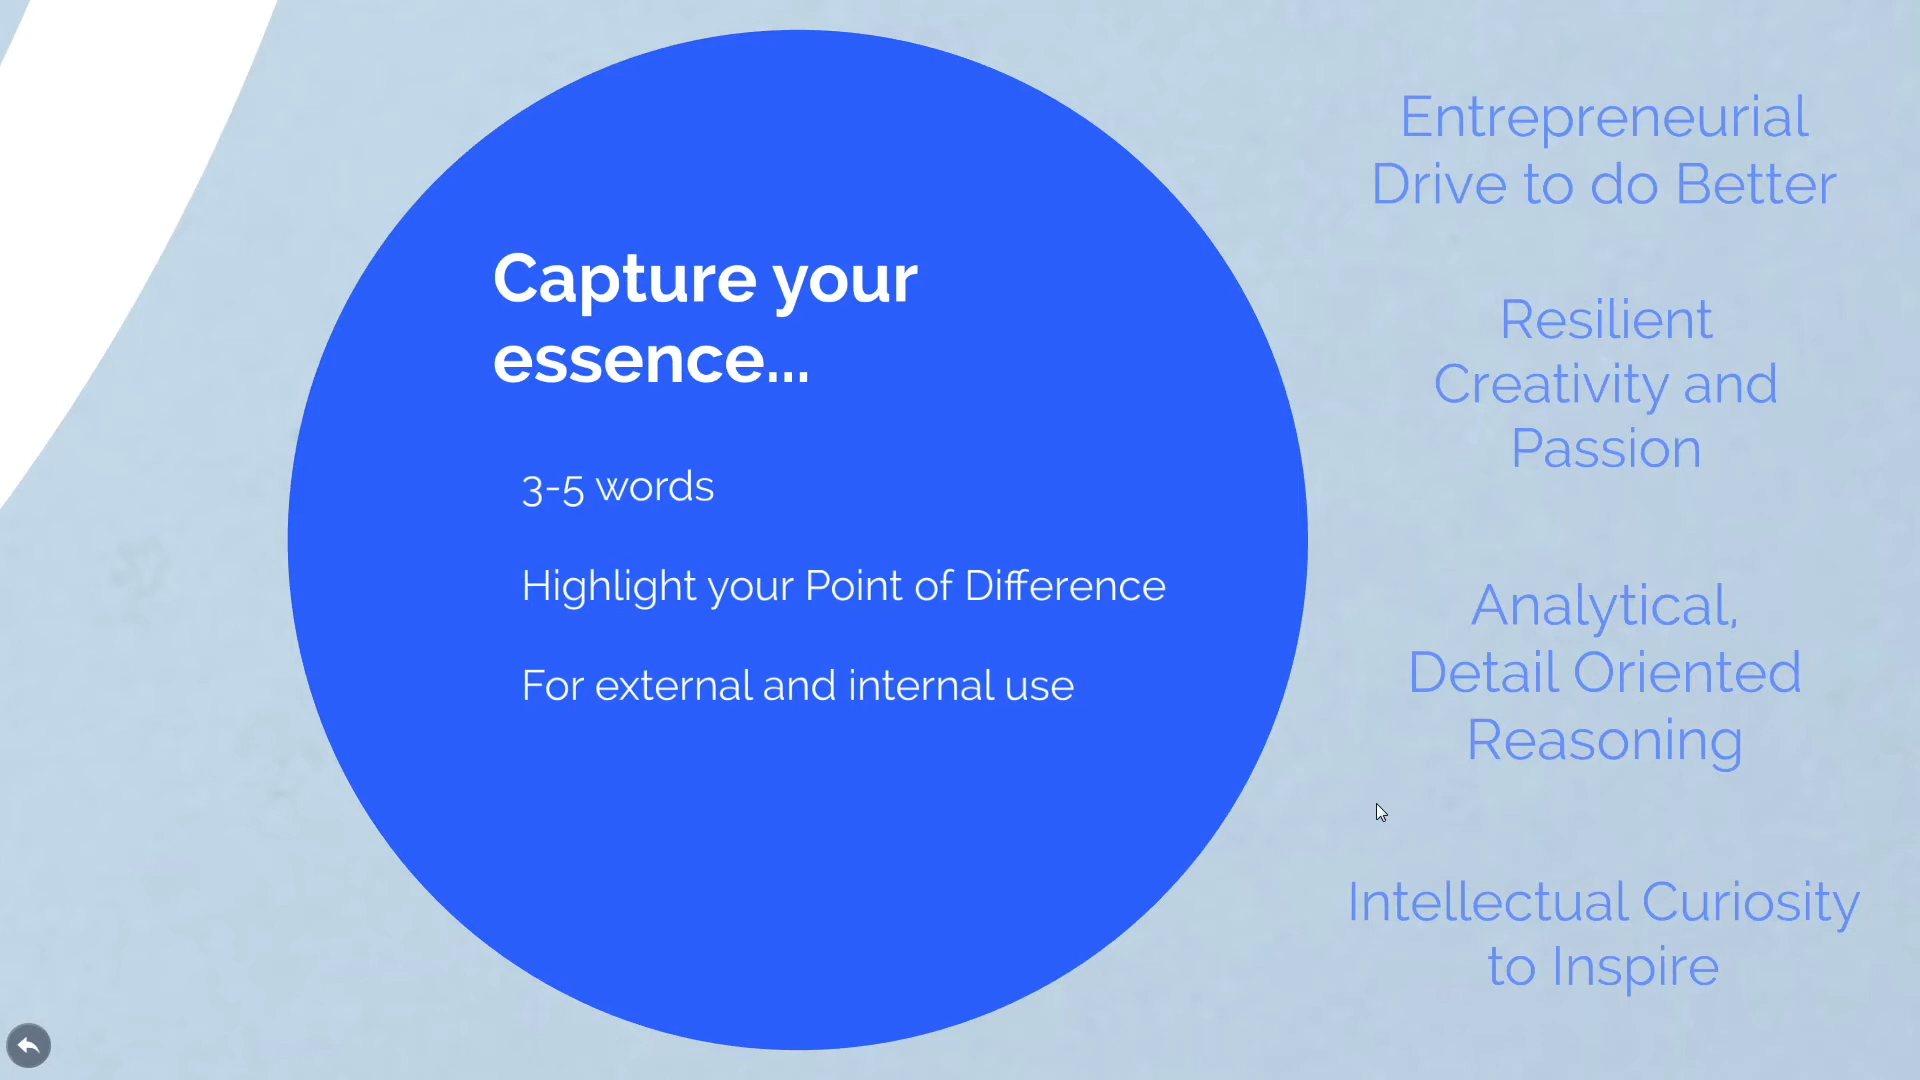 Capture your
essence...
3-5 words
Highlight your Point of Difference
For external and internal use
Entrepreneurial
Drive to do Better
Resilient
Creativity and
Passion
Analytical,
Detail Oriented
Reasoning
Intellectual Curiosity
to Inspire